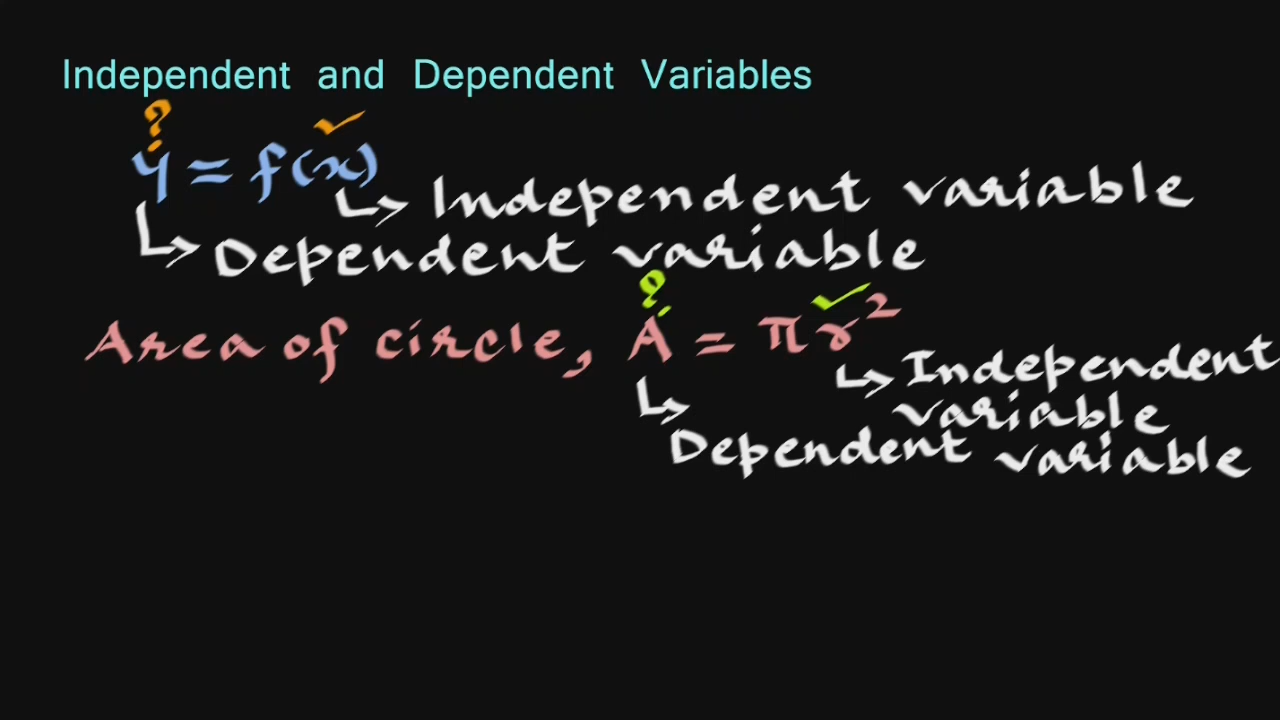 Independent and Dependent Variables
?
✓
y = f(x)
↳ Independent variable
↳ Dependent variable
?
✓
Area of circle, A = πr²
↳ Independent
variable
↳
Dependent variable